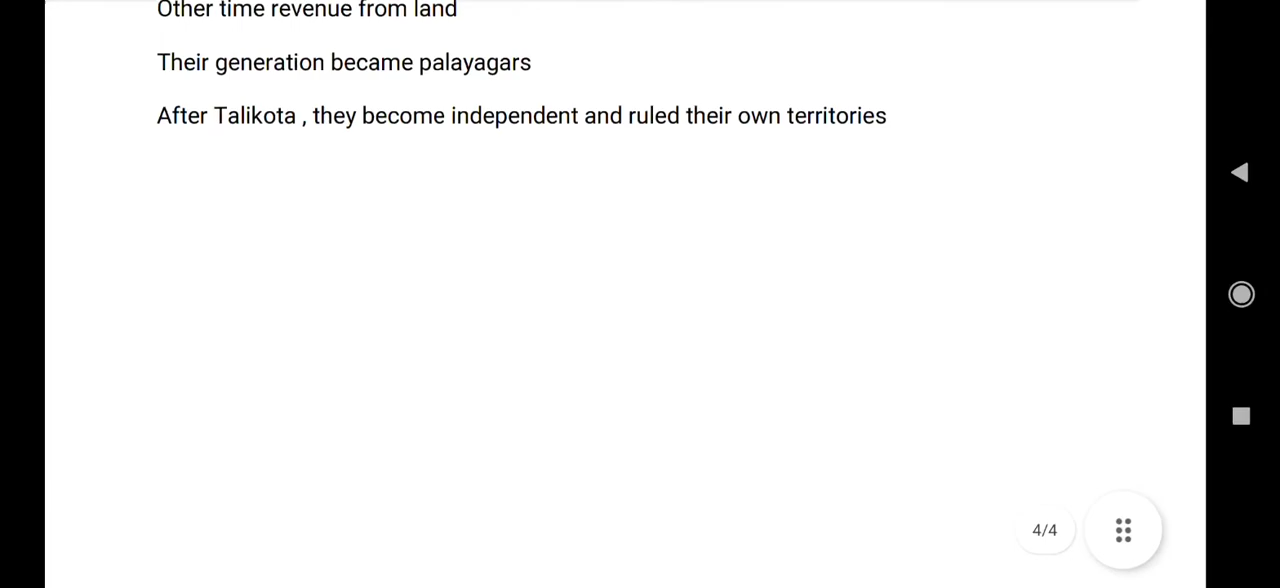 Other time revenue from land
Their generation became palayagars
After Talikota , they become independent and ruled their own territories
4/4